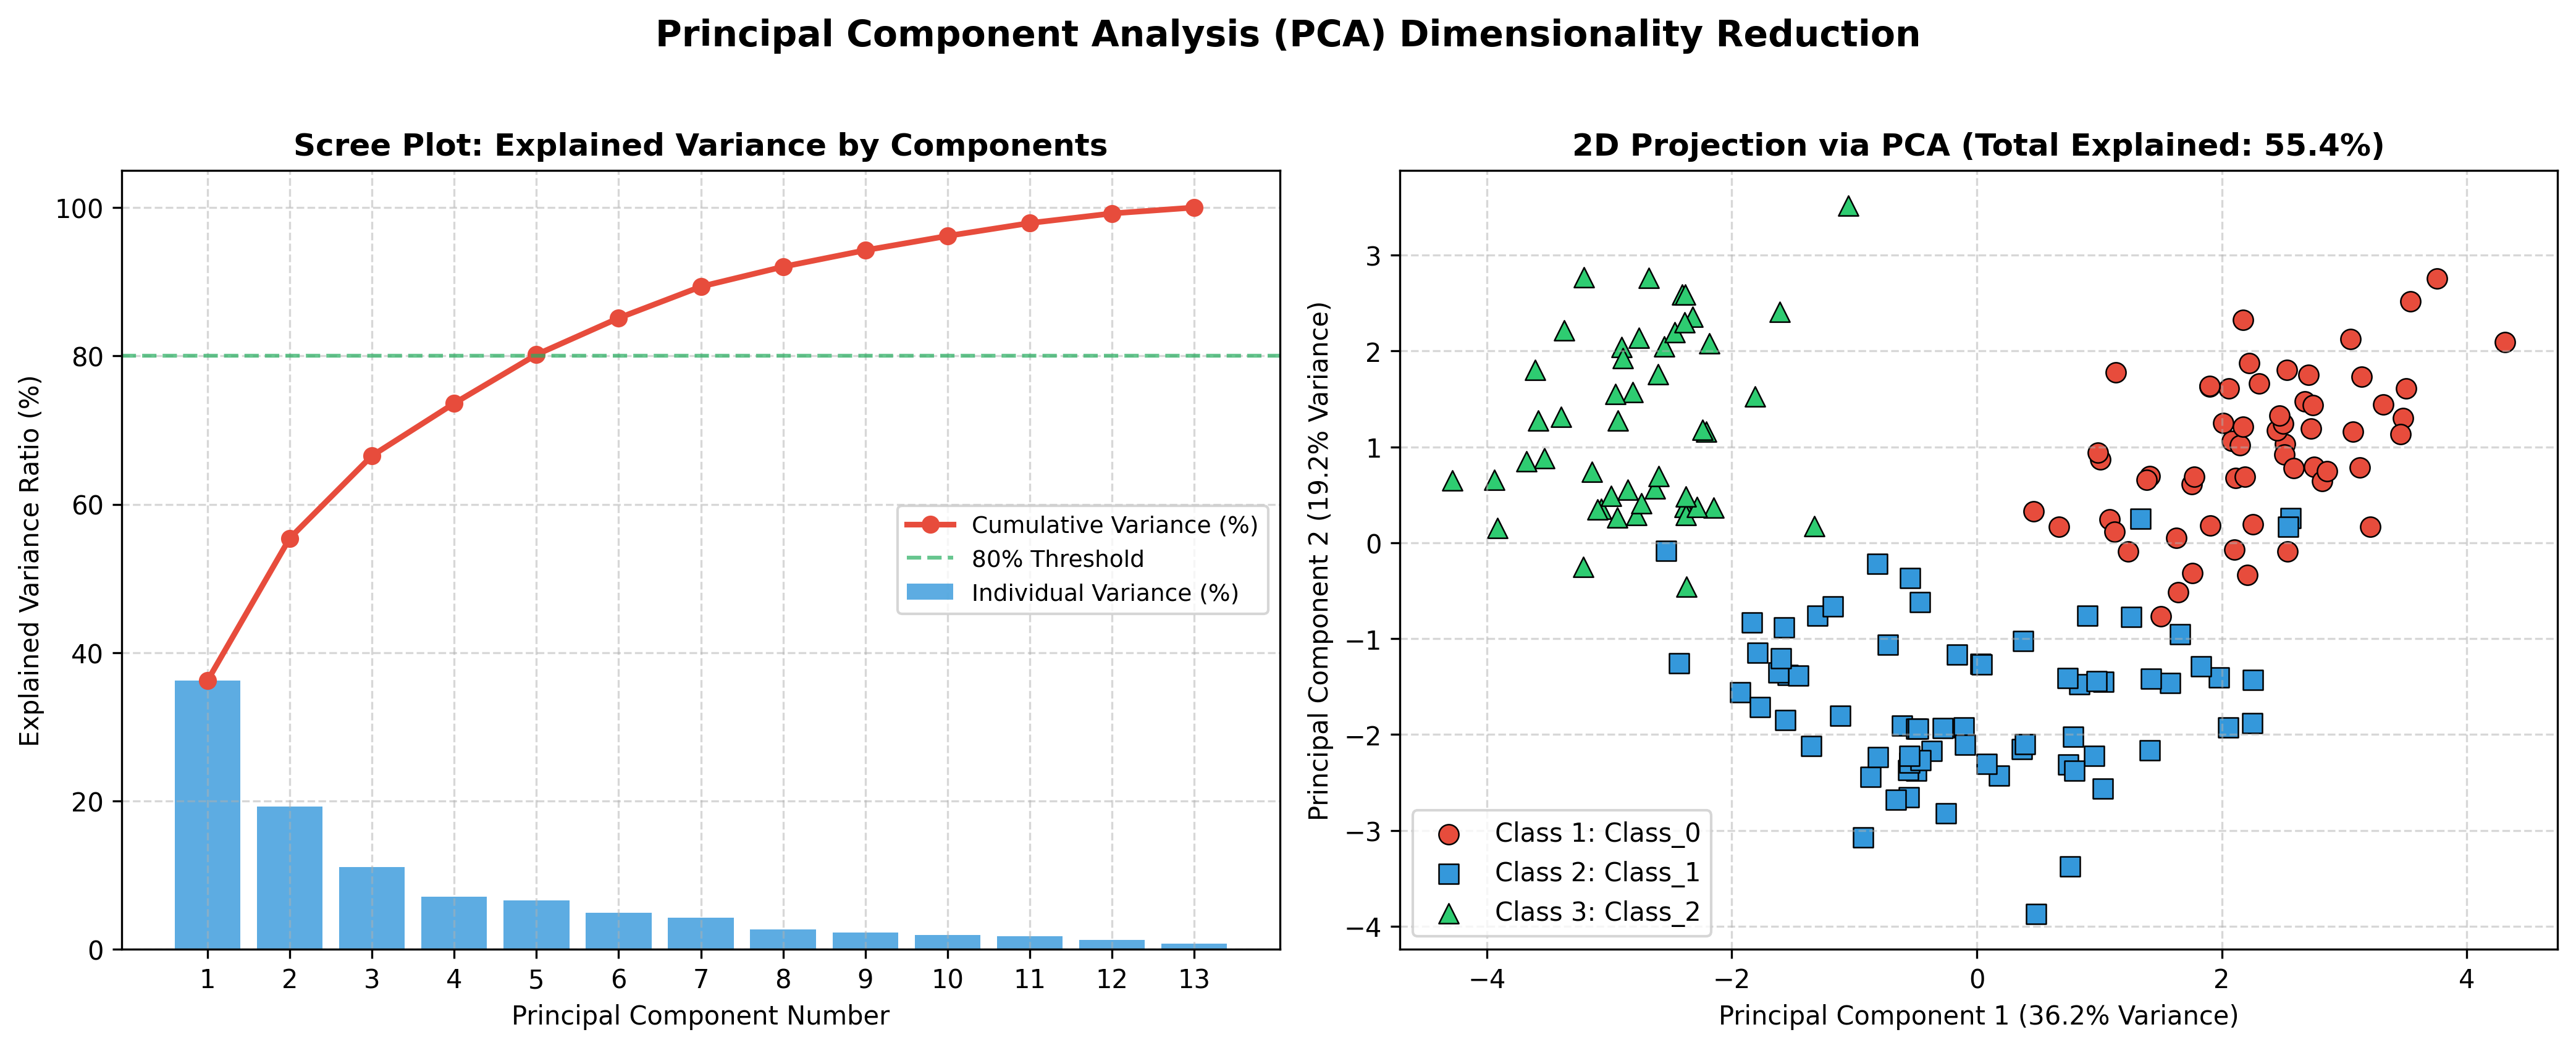 Principal Component Analysis (PCA) Dimensionality Reduction
Scree Plot: Explained Variance by Components
Explained Variance Ratio (%)
100
80
60
40
20
0
Cumulative Variance (%)
80% Threshold
Individual Variance (%)
1 2 3 4 5 6 7 8 9 10 11 12 13
Principal Component Number
2D Projection via PCA (Total Explained: 55.4%)
Principal Component 2 (19.2% Variance)
3
2
1
0
−1
−2
−3
−4
Class 1: Class_0
Class 2: Class_1
Class 3: Class_2
−4 −2 0 2 4
Principal Component 1 (36.2% Variance)